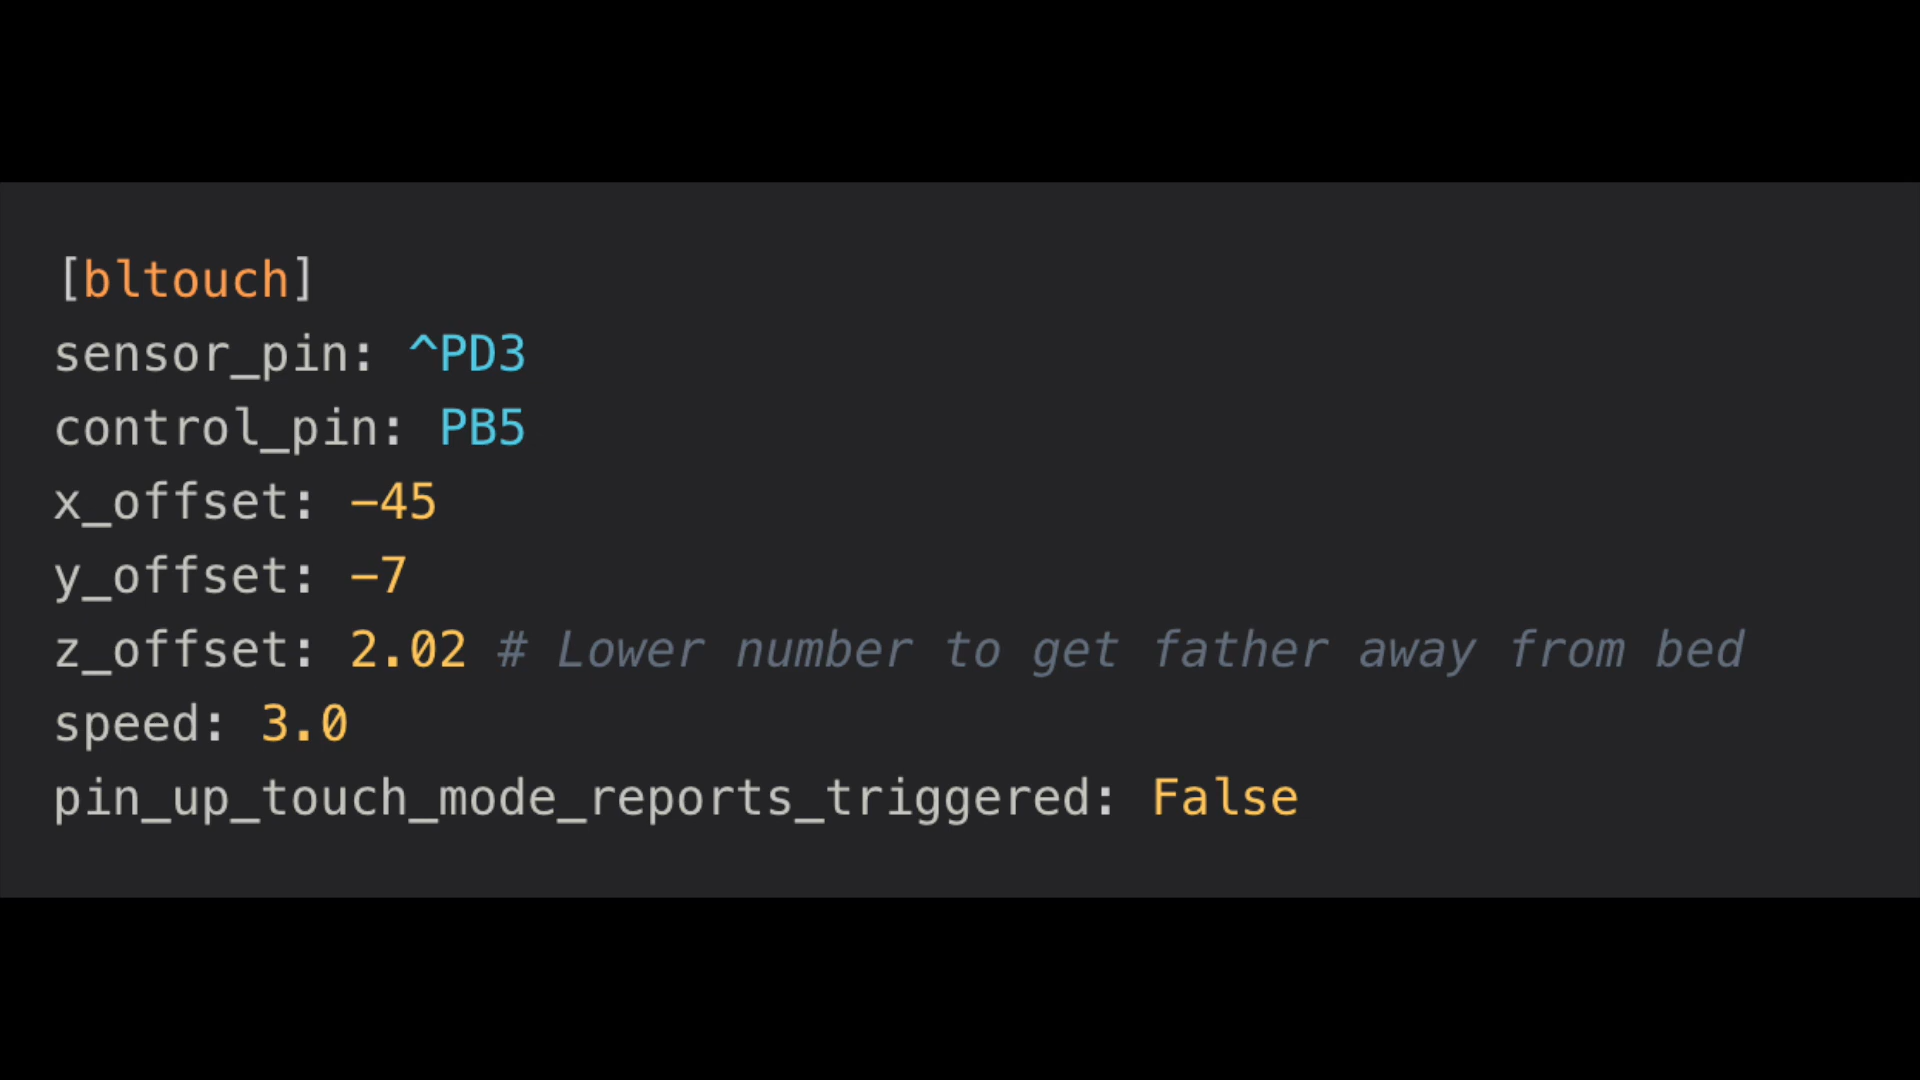 [bltouch]
sensor_pin: ^PD3
control_pin: PB5
x_offset: -45
y_offset: -7
z_offset: 2.02 # Lower number to get father away from bed
speed: 3.0
pin_up_touch_mode_reports_triggered: False